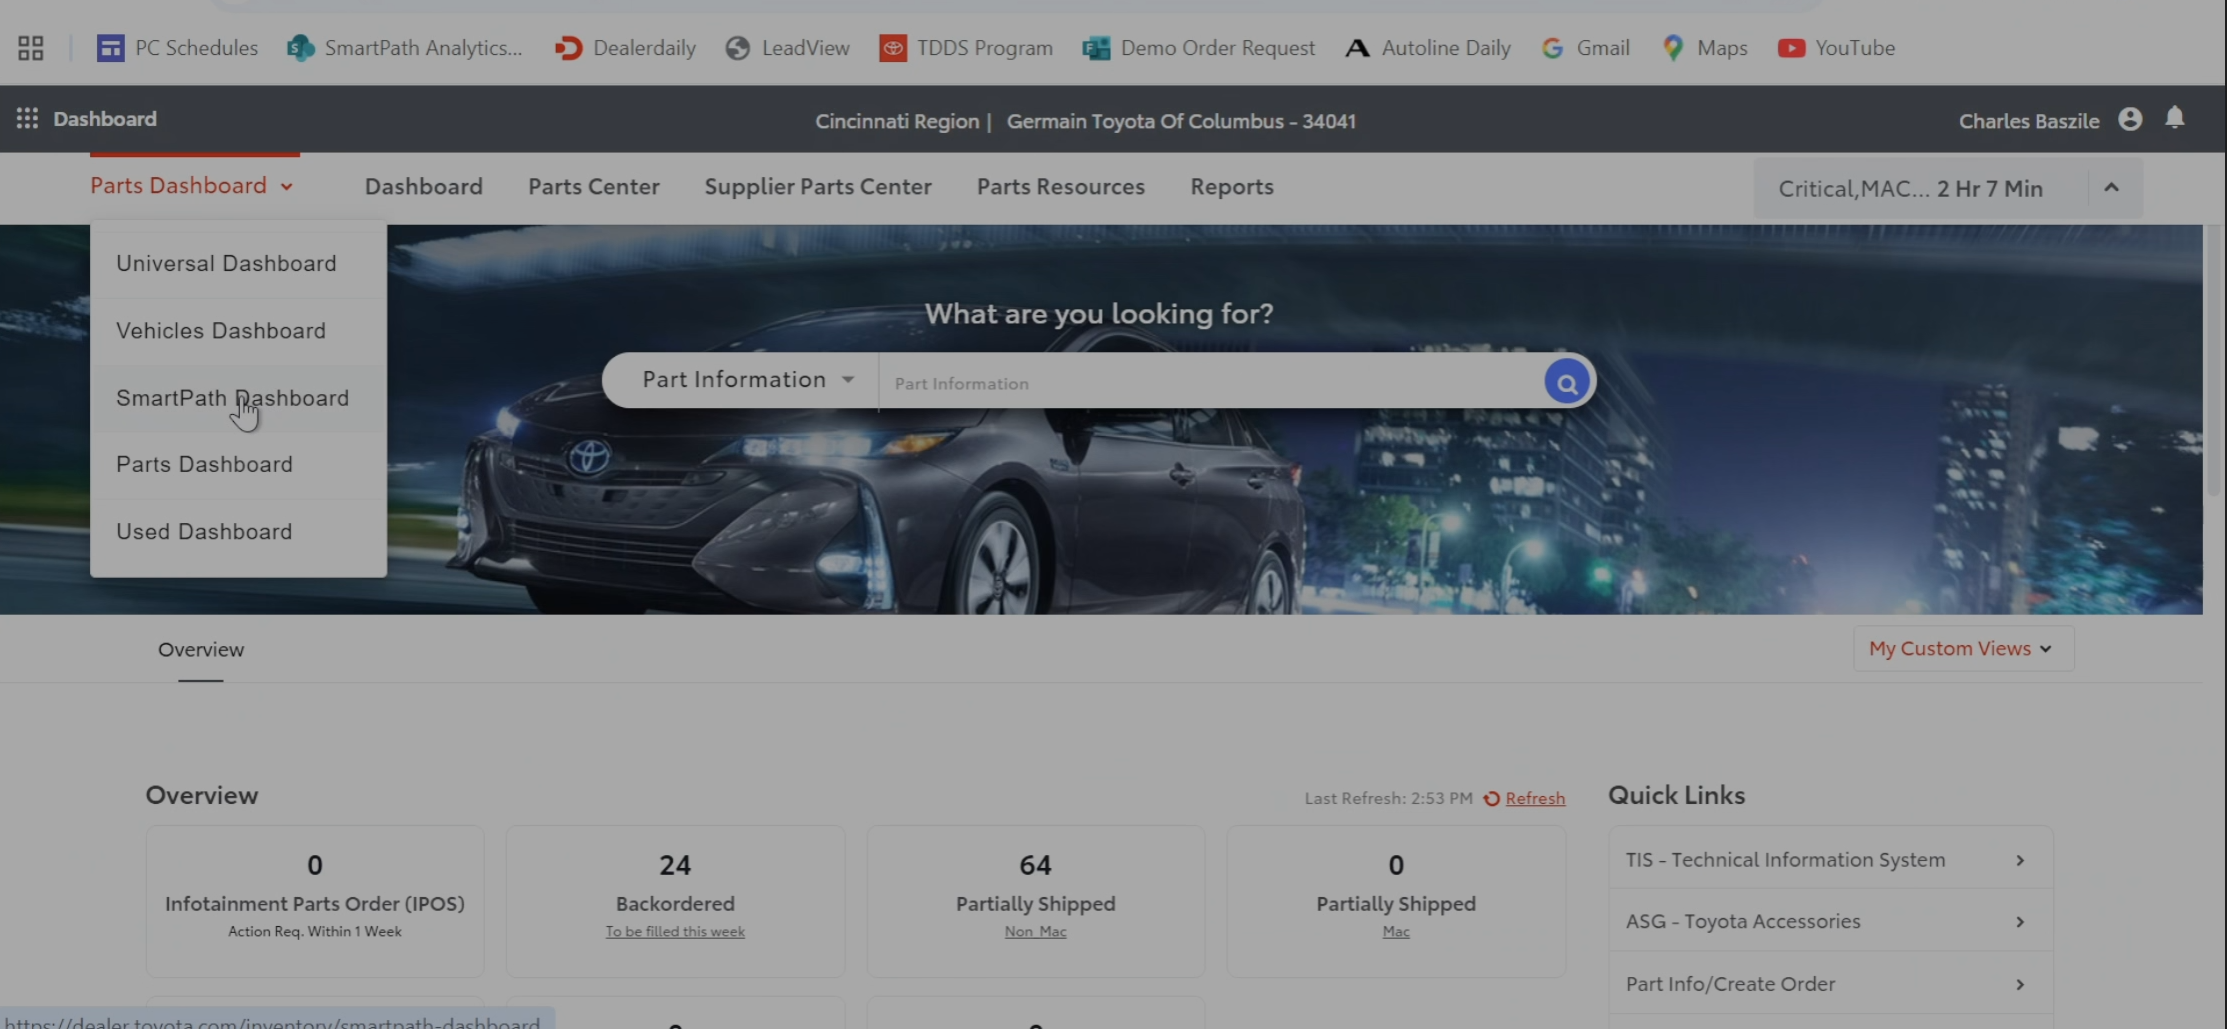 PC Schedules
SmartPath Analytics...
Dealerdaily
LeadView
TDDS Program
Demo Order Request
Autoline Daily
Gmail
Maps
YouTube
Dashboard
Cincinnati Region | Germain Toyota Of Columbus - 34041
Charles Baszile
Parts Dashboard
Dashboard
Parts Center
Supplier Parts Center
Parts Resources
Reports
Critical,MAC... 2 Hr 7 Min
Universal Dashboard
Vehicles Dashboard
SmartPath Dashboard
Parts Dashboard
Used Dashboard
What are you looking for?
Part Information
Part Information
Overview
My Custom Views
Overview
Last Refresh: 2:53 PM
Refresh
Quick Links
0
Infotainment Parts Order (IPOS)
Action Req. Within 1 Week
24
Backordered
To be filled this week
64
Partially Shipped
Non Mac
0
Partially Shipped
Mac
TIS - Technical Information System
ASG - Toyota Accessories
Part Info/Create Order
https://dealer.toyota.com/inventory/smartpath-dashboard